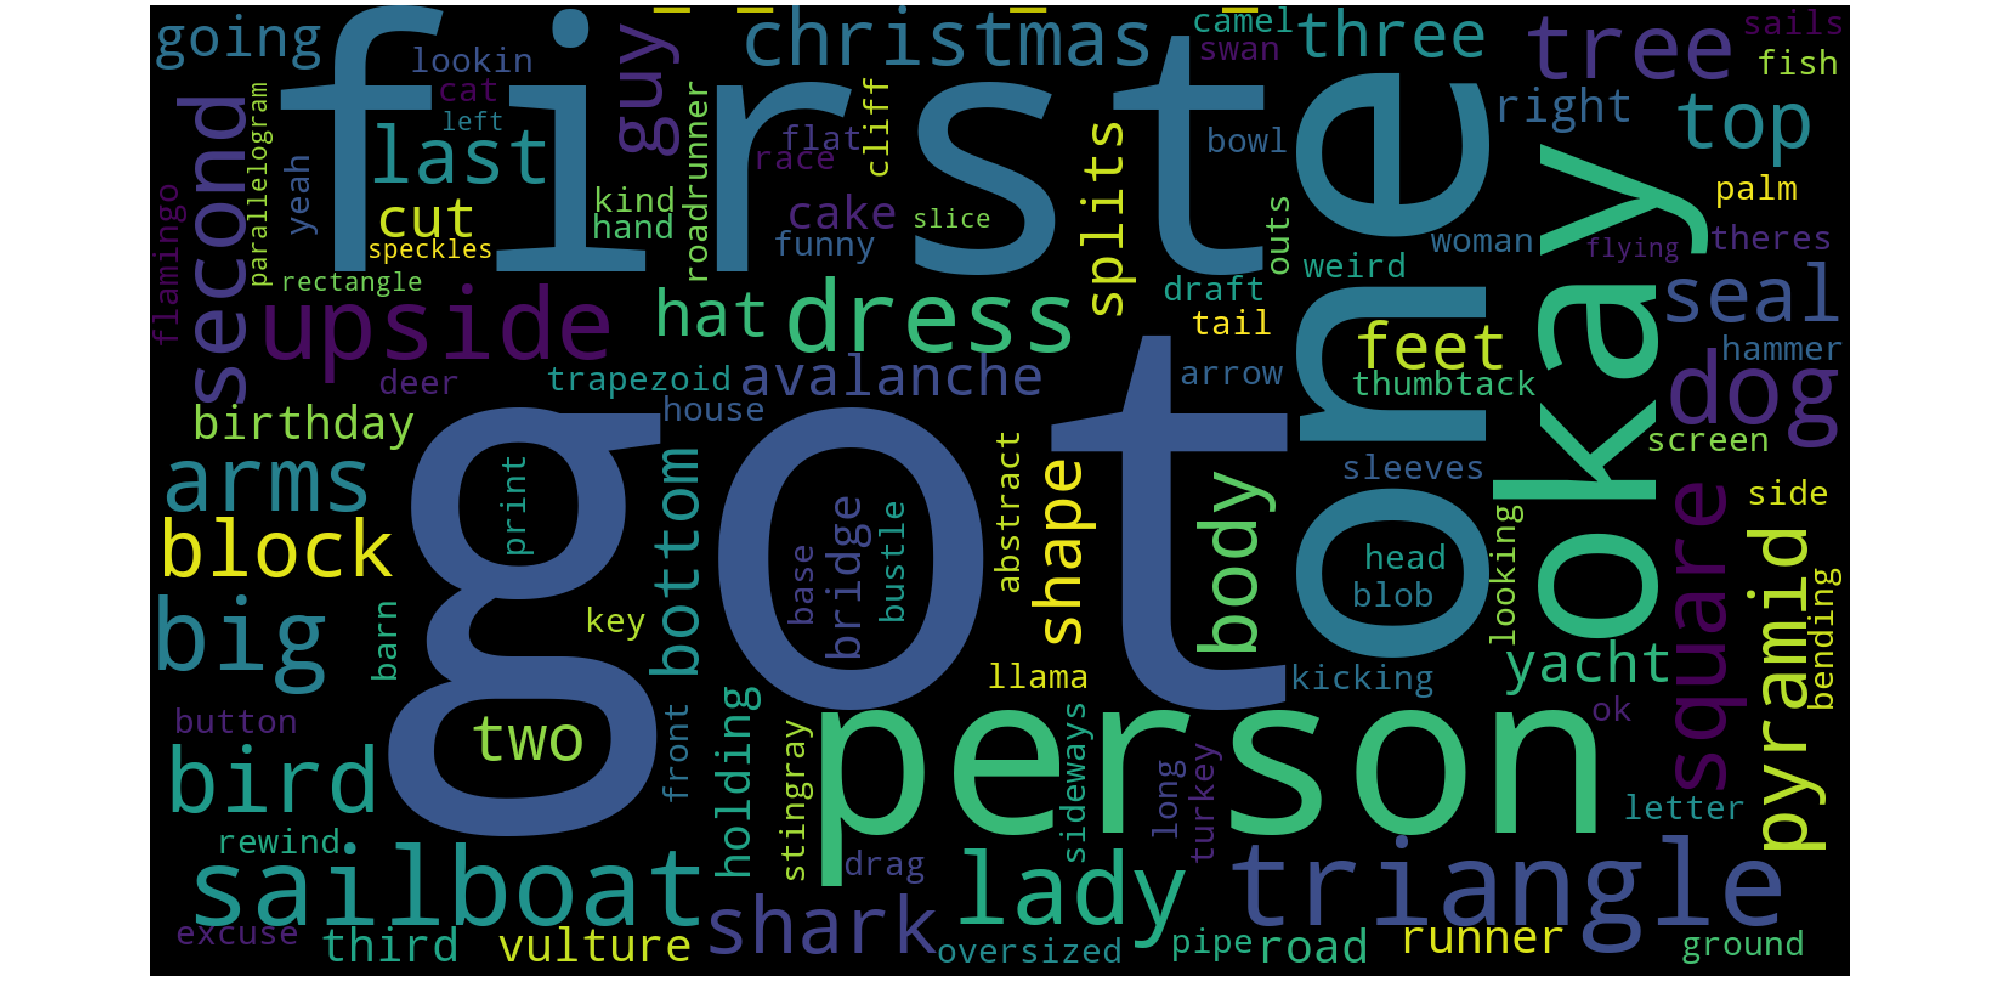 going
first
christmas
camel
three
tree
sails
lookin
guy
swan
fish
cat
roadrunner
cliff
right
top
second
parallelogram
left
last
flat
race
splits
bowl
one
okay
yeah
flamingo
kind
hand
cake
slice
outs
palm
cut
speckles
funny
woman
flying
theres
rectangle
weird
upside
hat
dress
draft
tail
seal
feet
hammer
deer
trapezoid
avalanche
arrow
thumbtack
dog
house
birthday
got
screen
arms
print
bottom
abstract
shape
body
sleeves
square
side
block
base
bridge
bustle
looking
pyramid
head
blob
bending
big
barn
key
llama
kicking
yacht
button
two
front
holding
stingray
person
sideways
long
turkey
ok
bird
letter
rewind
sailboat
drag
lady
triangle
shark
excuse
third
vulture
oversized
pipe
road
runner
ground